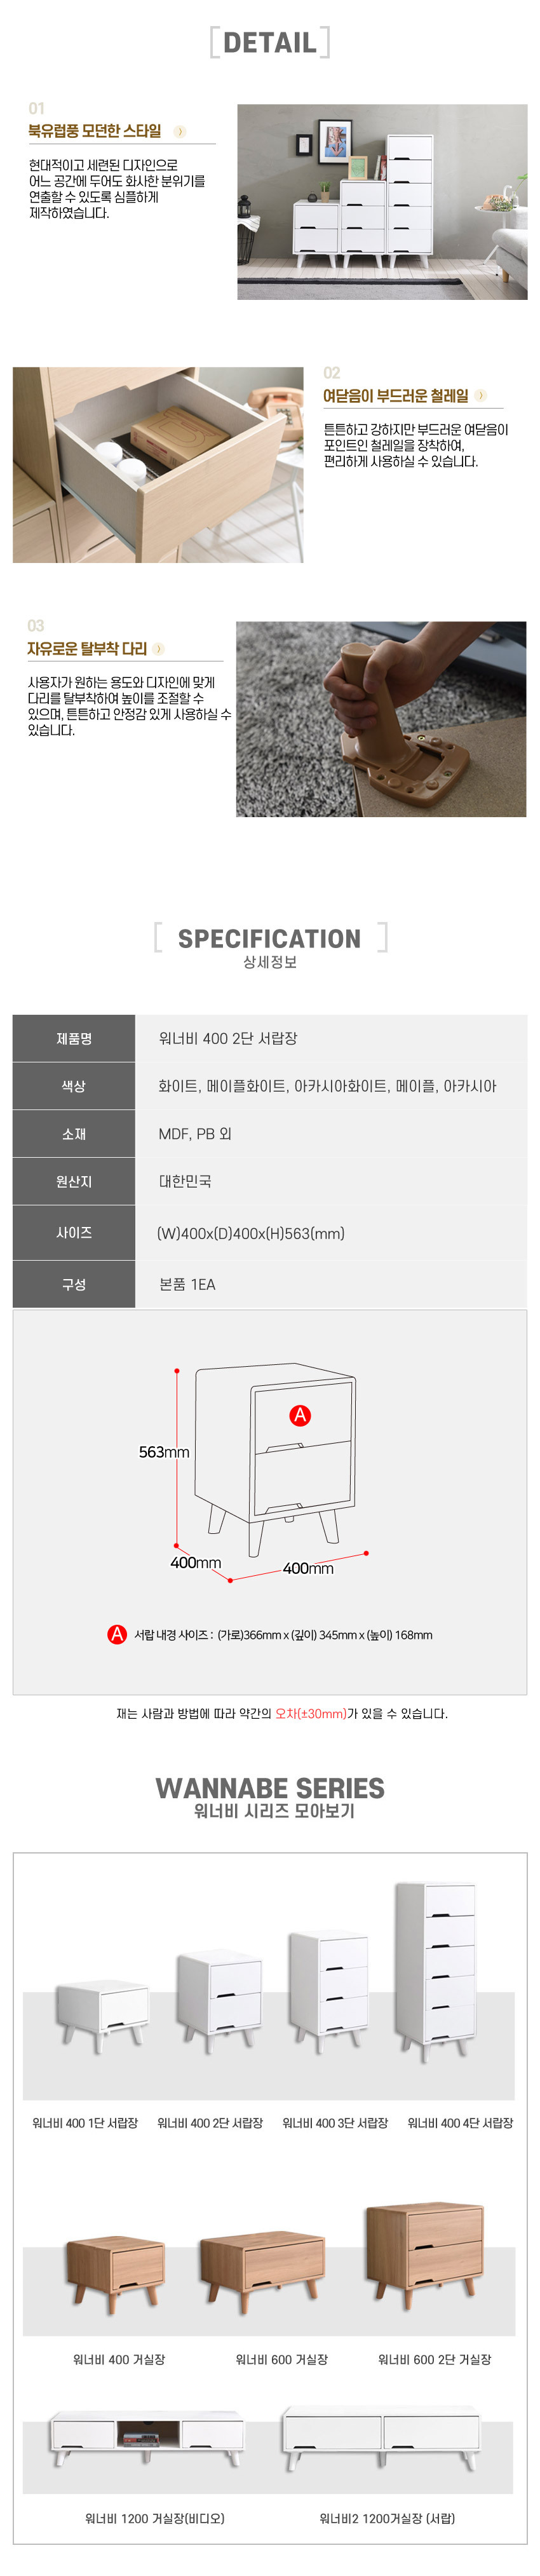 [ DETAIL ]
01
북유럽풍 모던한 스타일
현대적이고 세련된 디자인으로
어느 공간에 두어도 화사한 분위기를
연출할 수 있도록 심플하게
제작하였습니다.
02
여닫음이 부드러운 철레일
튼튼하고 강하지만 부드러운 여닫음이
포인트인 철레일을 장착하여,
편리하게 사용하실 수 있습니다.
03
자유로운 탈부착 다리
사용자가 원하는 용도와 디자인에 맞게
다리를 탈부착하여 높이를 조절할 수
있으며, 튼튼하고 안정감 있게 사용하실 수
있습니다.
[ SPECIFICATION ]
상세정보
제품명 워너비 400 2단 서랍장
색상 화이트, 메이플화이트, 아카시아화이트, 메이플, 아카시아
소재 MDF, PB 외
원산지 대한민국
사이즈 (W)400x(D)400x(H)563(mm)
구성 본품 1EA
A
563mm
400mm 400mm
A 서랍 내경 사이즈 : (가로)366mm x (깊이) 345mm x (높이) 168mm
재는 사람과 방법에 따라 약간의 오차(±30mm)가 있을 수 있습니다.
WANNABE SERIES
워너비 시리즈 모아보기
워너비 400 1단 서랍장 워너비 400 2단 서랍장 워너비 400 3단 서랍장 워너비 400 4단 서랍장
워너비 400 거실장 워너비 600 거실장 워너비 600 2단 거실장
워너비 1200 거실장(비디오) 워너비2 1200거실장 (서랍)